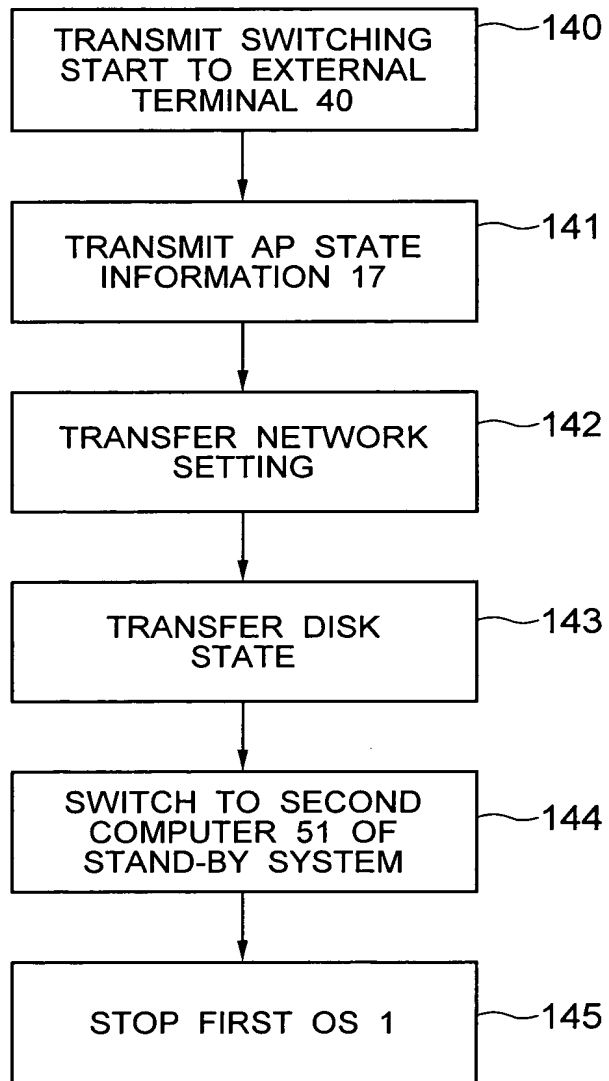 TRANSMIT SWITCHING
START TO EXTERNAL
TERMINAL 40
140
TRANSMIT AP STATE
INFORMATION 17
141
TRANSFER NETWORK
SETTING
142
TRANSFER DISK
STATE
143
SWITCH TO SECOND
COMPUTER 51 OF
STAND-BY SYSTEM
144
STOP FIRST OS 1
145